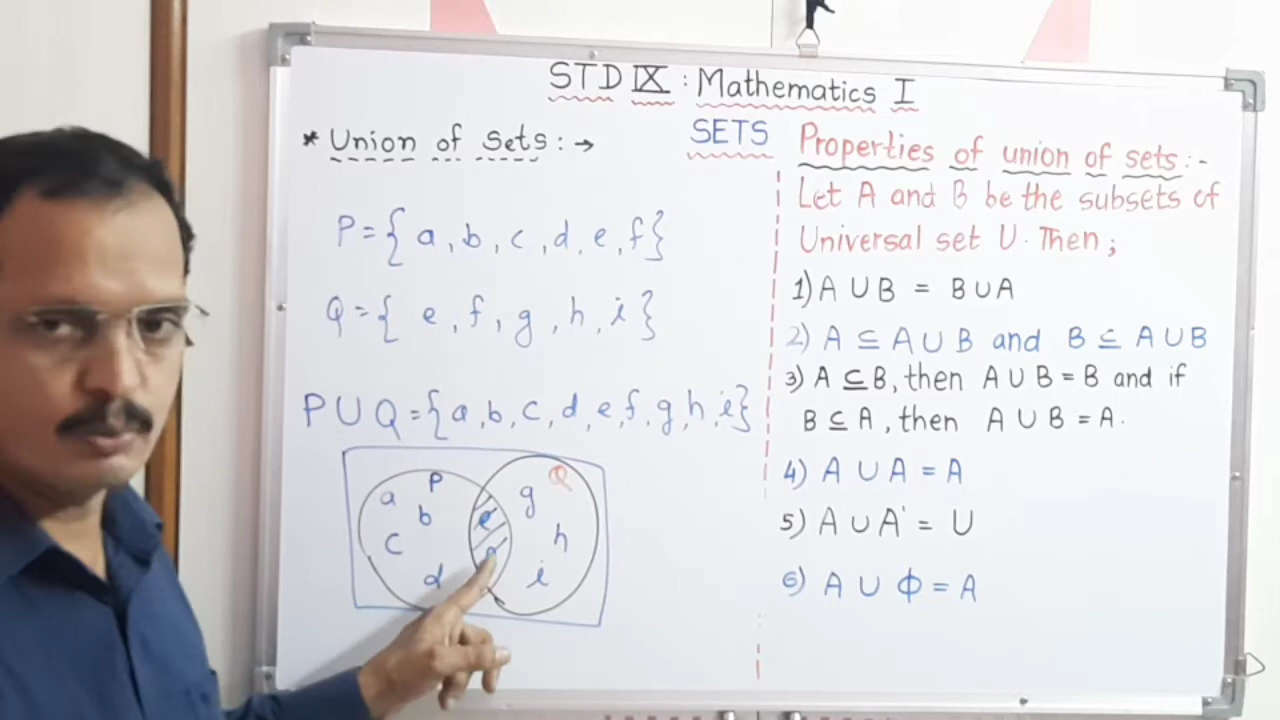 STD IX : Mathematics I
SETS
* Union of sets :- →
P = { a , b , c , d , e , f }
Q = { e , f , g , h , i }
P ∪ Q = { a , b , c , d , e , f , g , h , i }
P
Q
a
b
c
d
e
g
h
i
Properties of union of sets :-
Let A and B be the subsets of
Universal set U. Then ;
1) A ∪ B = B ∪ A
2) A ⊆ A ∪ B and B ⊆ A ∪ B
3) A ⊆ B, then A ∪ B = B and if
B ⊆ A , then A ∪ B = A.
4) A ∪ A = A
5) A ∪ A' = U
6) A ∪ ϕ = A